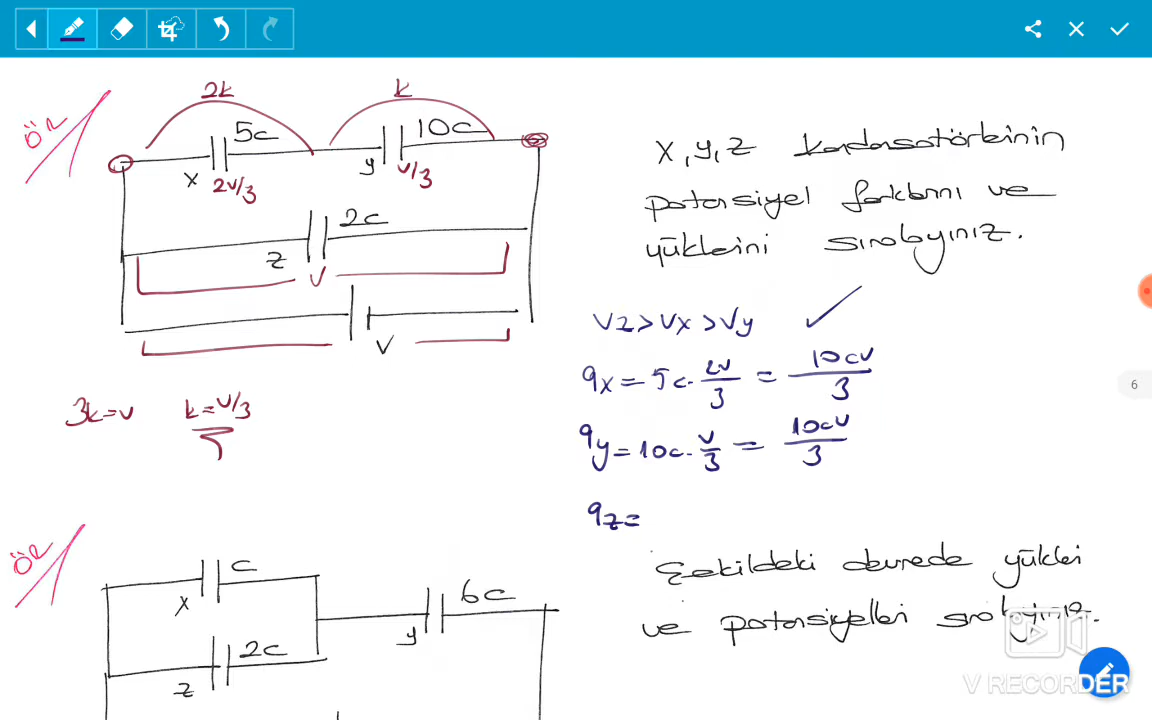 ÖR
2k
k
5c
10c
x
2v/3
y
v/3
2c
z
v
v
3k=v
k=v/3
x,y,z kondansatörlerinin
potansiyel farklarını ve
yüklerini sıralayınız.
Vz>Vx>Vy
qx=5c.2v/3=10cv/3
qy=10c.v/3=10cv/3
qz=
6
ÖR
c
x
2c
z
6c
y
Şekildeki devrede yükleri
ve potansiyelleri sıralayınız.
V RECORDER